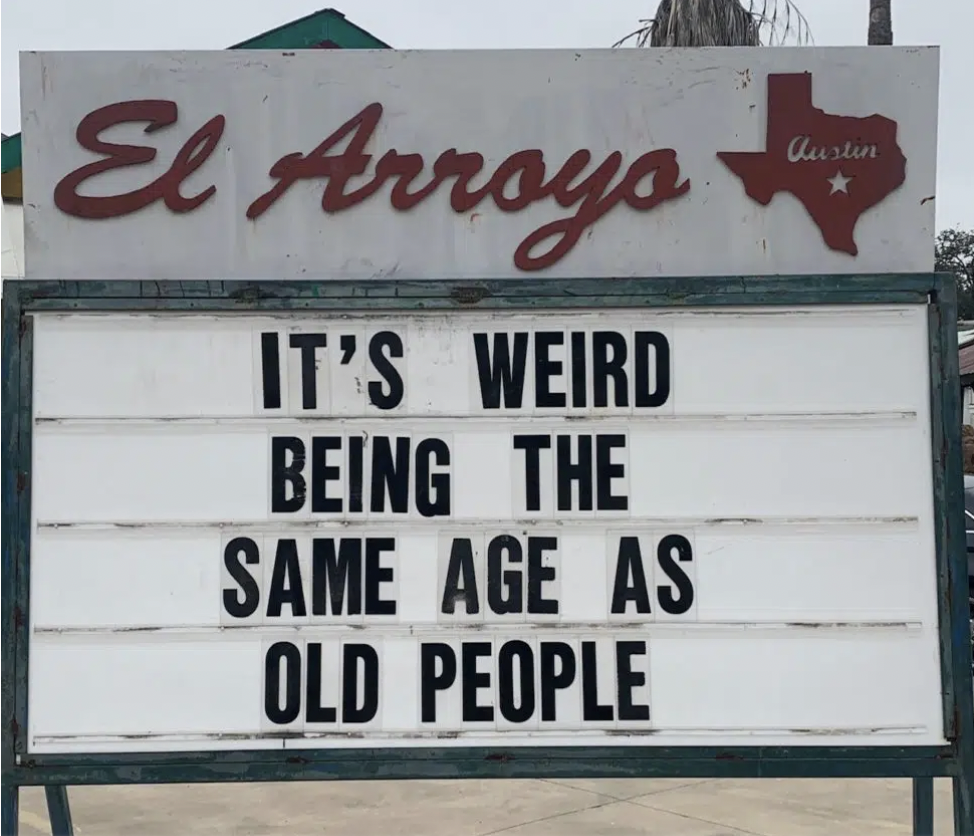 El Arroyo
Austin
IT'S WEIRD
BEING THE
SAME AGE AS
OLD PEOPLE